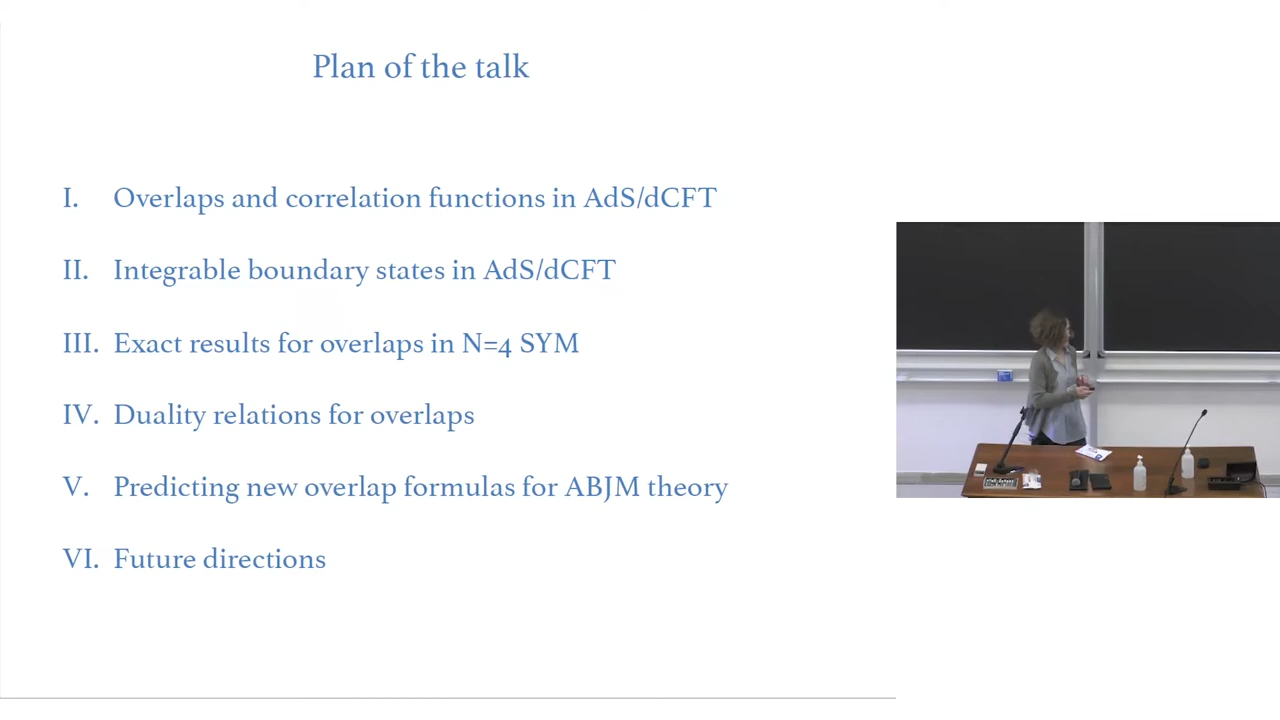 Plan of the talk
I. Overlaps and correlation functions in AdS/dCFT
II. Integrable boundary states in AdS/dCFT
III. Exact results for overlaps in N=4 SYM
IV. Duality relations for overlaps
V. Predicting new overlap formulas for ABJM theory
VI. Future directions